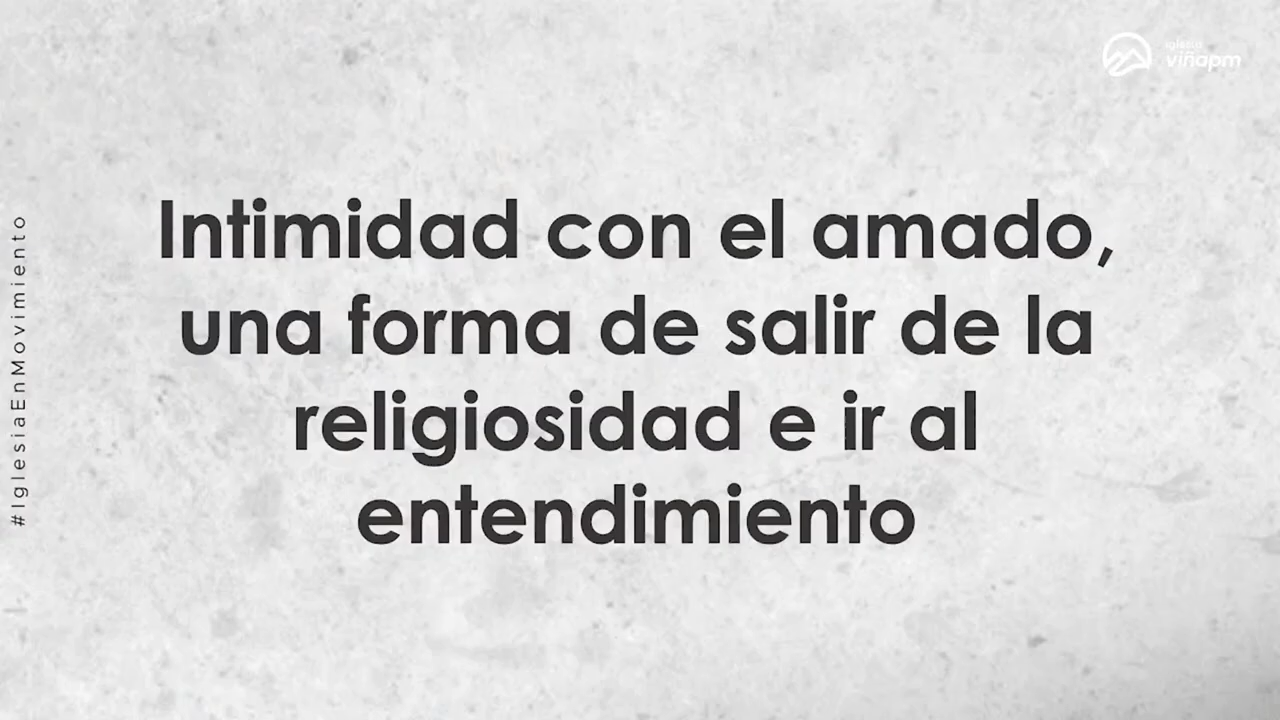 iglesia
viñapm
Intimidad con el amado,
una forma de salir de la
religiosidad e ir al
entendimiento
#IglesiaEnMovimiento